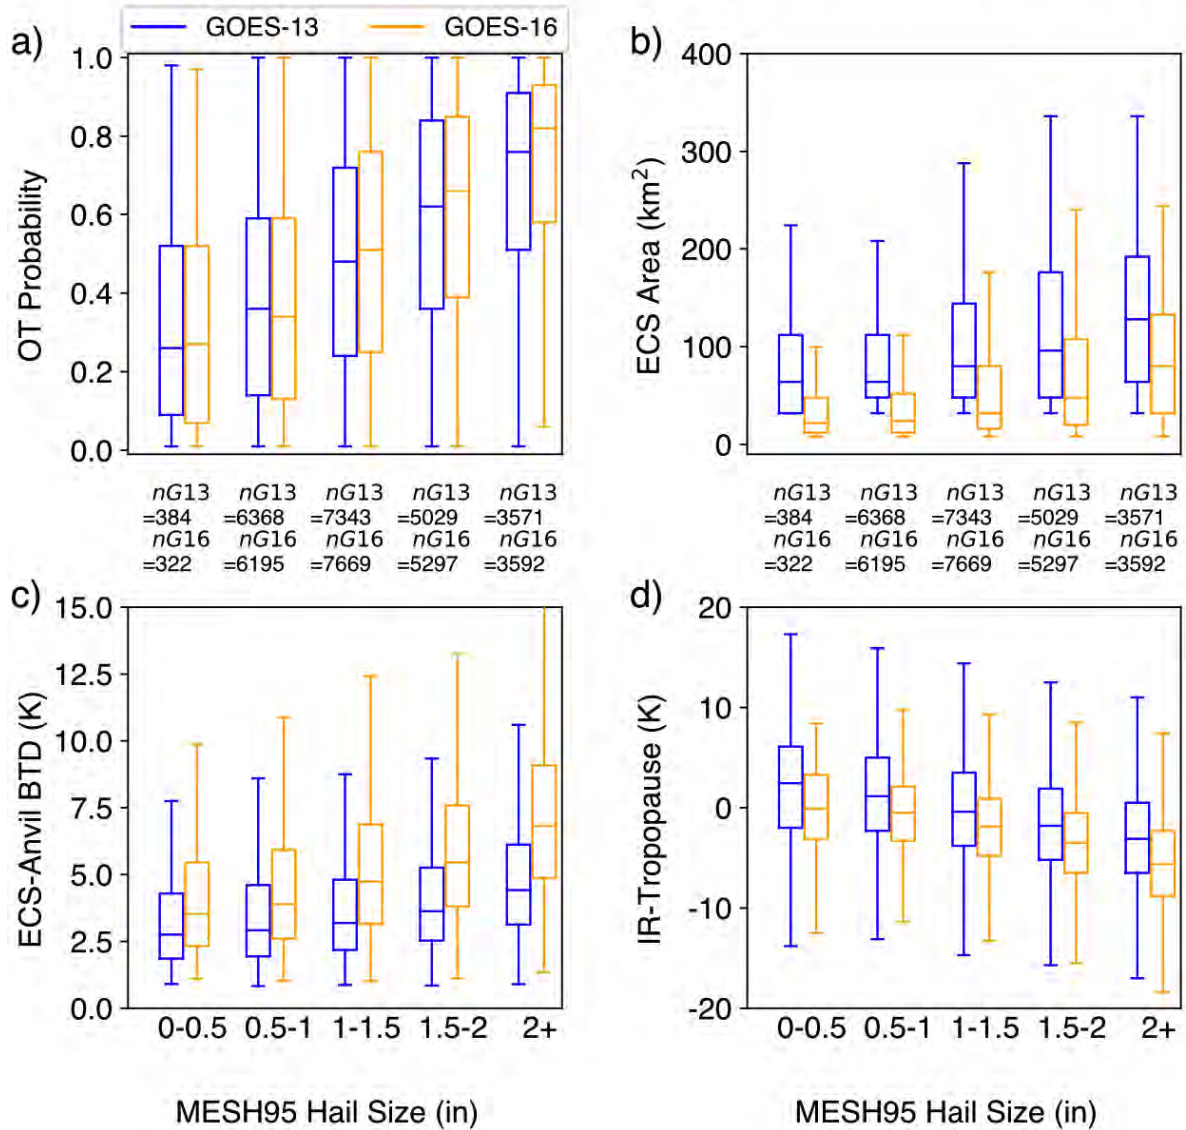 GOES-13 GOES-16
a) b)
1.0
0.8
0.6
0.4
0.2
0.0
OT Probability
400
300
200
100
0
ECS Area (km²)
nG13 nG13 nG13 nG13 nG13
=384 =6368 =7343 =5029 =3571
nG16 nG16 nG16 nG16 nG16
=322 =6195 =7669 =5297 =3592
nG13 nG13 nG13 nG13 nG13
=384 =6368 =7343 =5029 =3571
nG16 nG16 nG16 nG16 nG16
=322 =6195 =7669 =5297 =3592
c) d)
15.0
12.5
10.0
7.5
5.0
2.5
0.0
ECS-Anvil BTD (K)
0-0.5 0.5-1 1-1.5 1.5-2 2+
MESH95 Hail Size (in)
20
10
0
-10
-20
IR-Tropopause (K)
0-0.5 0.5-1 1-1.5 1.5-2 2+
MESH95 Hail Size (in)